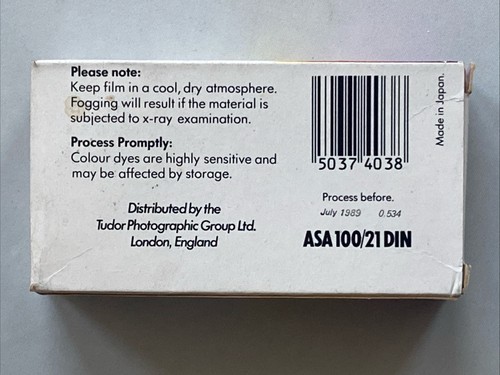 Please note:
Keep film in a cool, dry atmosphere.
Fogging will result if the material is
subjected to x-ray examination.
Process Promptly:
Colour dyes are highly sensitive and
may be affected by storage.
Distributed by the
Tudor Photographic Group Ltd.
London, England
5037 4038
Process before.
July 1989 0.534
ASA 100/21 DIN
Made in Japan.